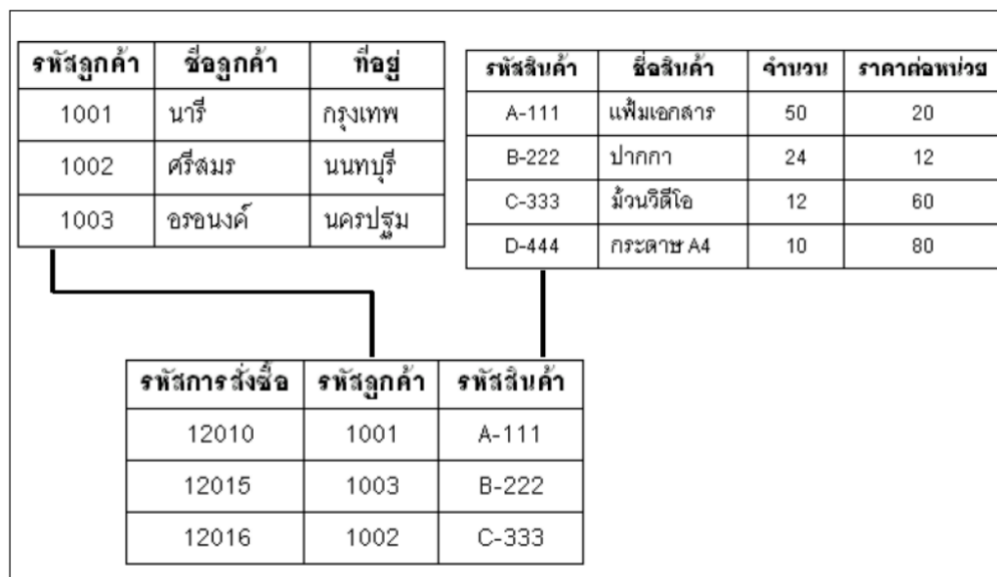 รหัสลูกค้า ชื่อลูกค้า ที่อยู่
1001 นารี กรุงเทพ
1002 ศรีสมร นนทบุรี
1003 อรอนงค์ นครปฐม
รหัสสินค้า ชื่อสินค้า จำนวน ราคาต่อหน่วย
A-111 แฟ้มเอกสาร 50 20
B-222 ปากกา 24 12
C-333 ม้วนวิดีโอ 12 60
D-444 กระดาษ A4 10 80
รหัสการสั่งซื้อ รหัสลูกค้า รหัสสินค้า
12010 1001 A-111
12015 1003 B-222
12016 1002 C-333